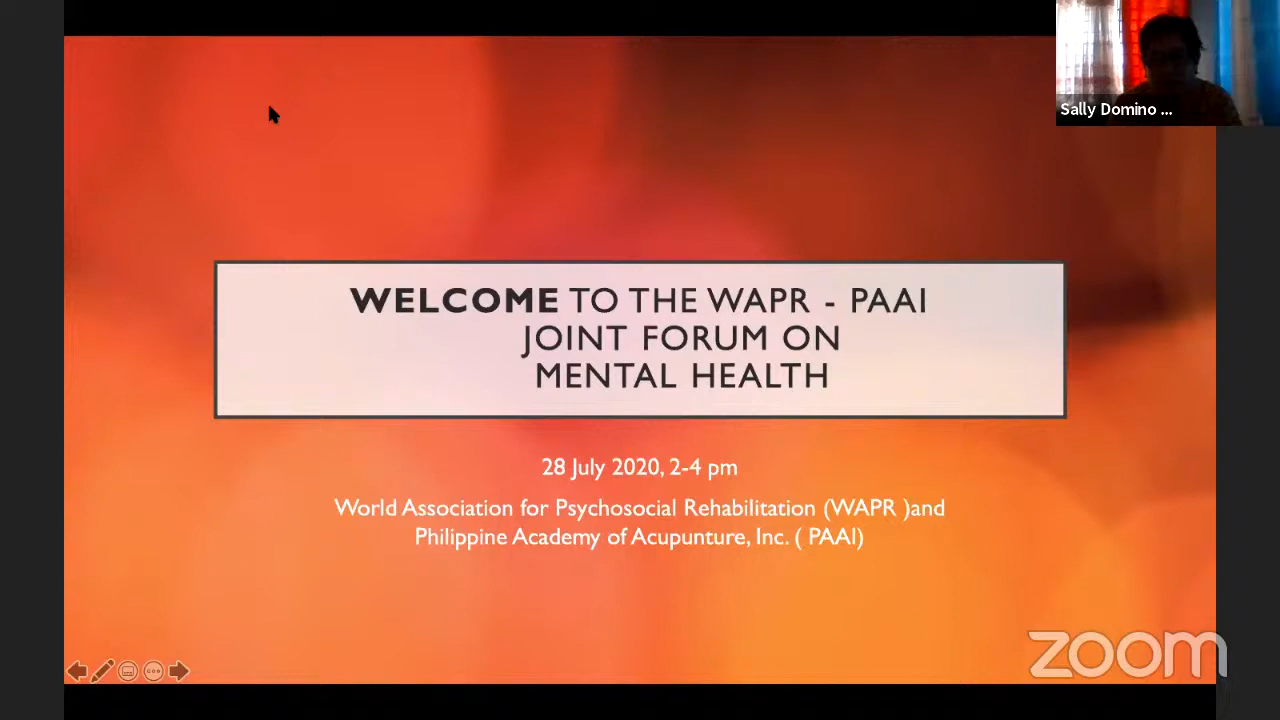 Sally Domino ...
WELCOME TO THE WAPR - PAAI
JOINT FORUM ON
MENTAL HEALTH
28 July 2020, 2-4 pm
World Association for Psychosocial Rehabilitation (WAPR )and
Philippine Academy of Acupunture, Inc. ( PAAI)
zoom